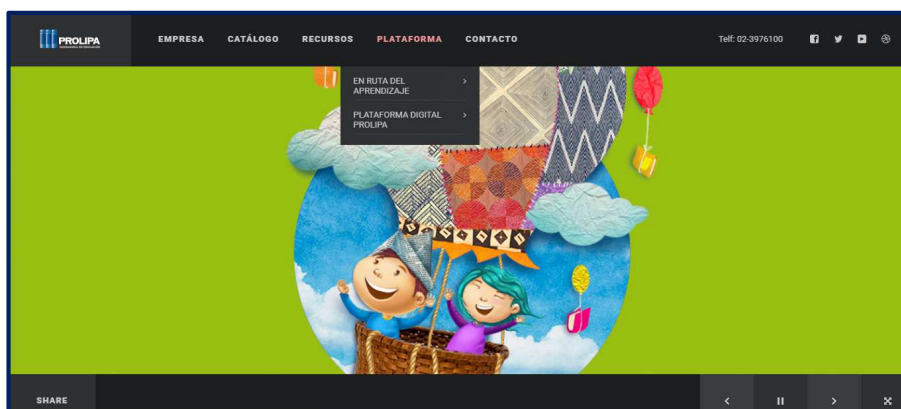 PROLIPA
EMPRESA CATÁLOGO RECURSOS PLATAFORMA CONTACTO
Telf: 02-3976100
EN RUTA DEL
APRENDIZAJE
PLATAFORMA DIGITAL
PROLIPA
SHARE